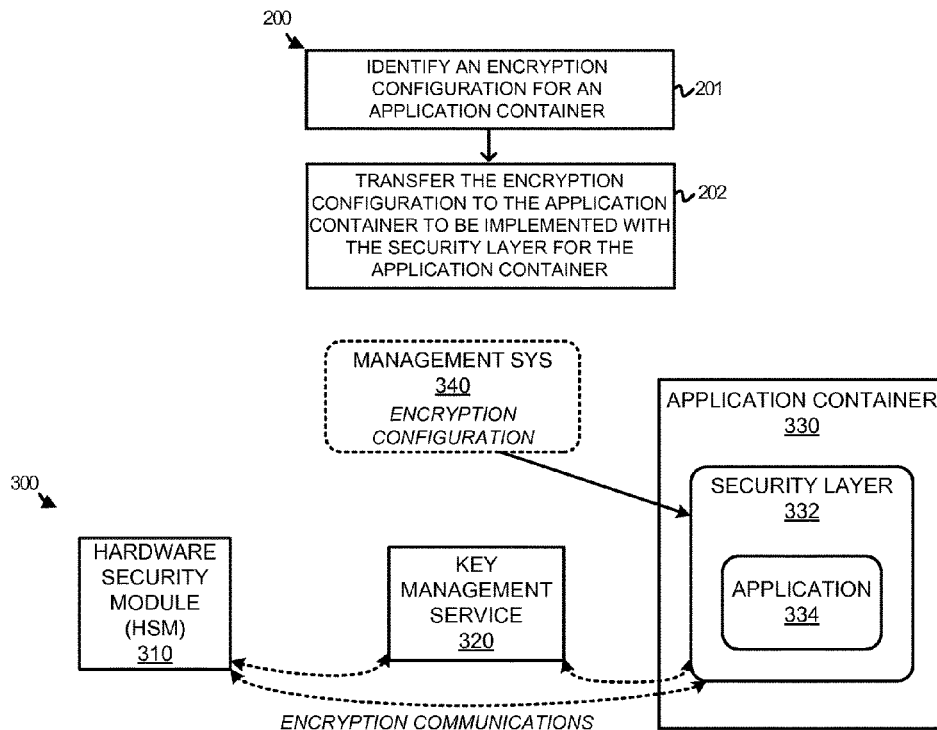 200
IDENTIFY AN ENCRYPTION
CONFIGURATION FOR AN
APPLICATION CONTAINER
201
TRANSFER THE ENCRYPTION
CONFIGURATION TO THE APPLICATION
CONTAINER TO BE IMPLEMENTED WITH
THE SECURITY LAYER FOR THE
APPLICATION CONTAINER
202
MANAGEMENT SYS
340
ENCRYPTION
CONFIGURATION
APPLICATION CONTAINER
330
SECURITY LAYER
332
APPLICATION
334
300
HARDWARE
SECURITY
MODULE
(HSM)
310
KEY
MANAGEMENT
SERVICE
320
ENCRYPTION COMMUNICATIONS